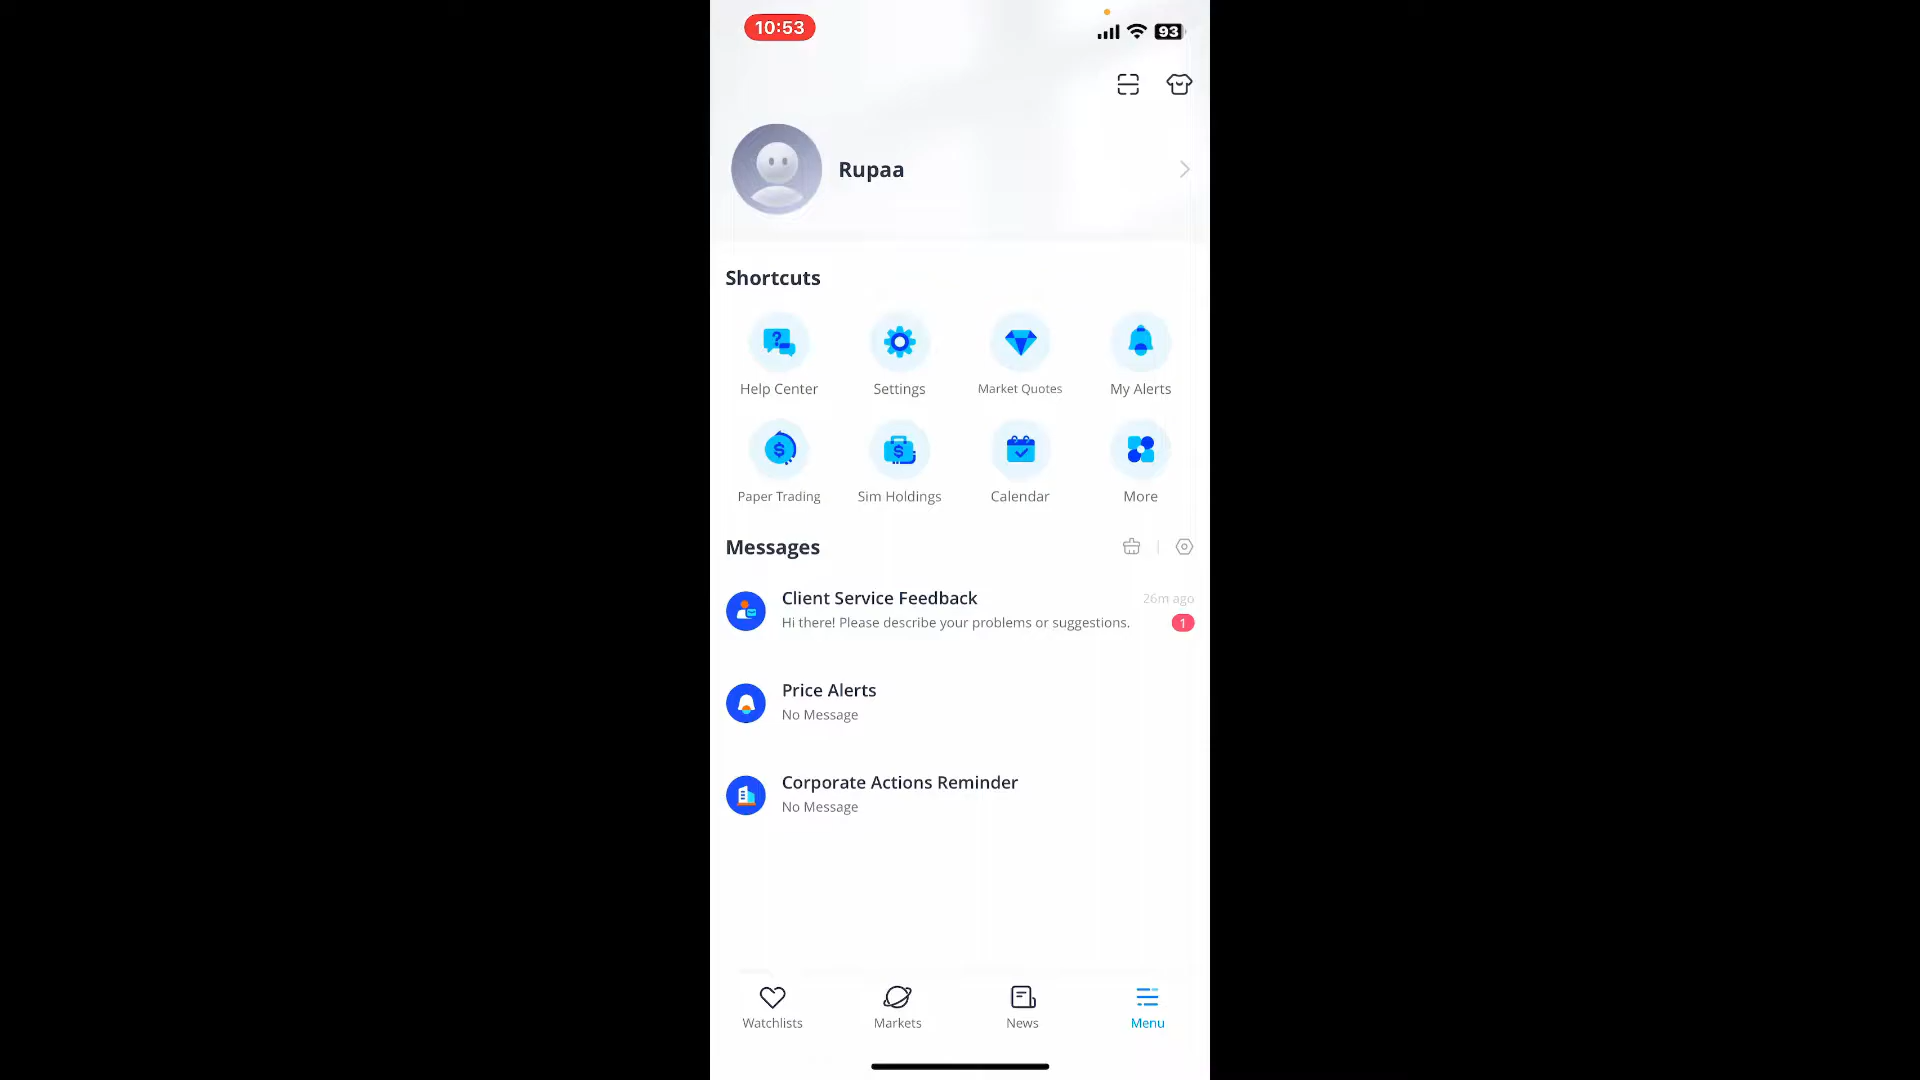 10:53
93
Rupaa
Shortcuts
Help Center
Settings
Market Quotes
My Alerts
Paper Trading
Sim Holdings
Calendar
More
Messages
Client Service Feedback
26m ago
Hi there! Please describe your problems or suggestions.
1
Price Alerts
No Message
Corporate Actions Reminder
No Message
Watchlists
Markets
News
Menu